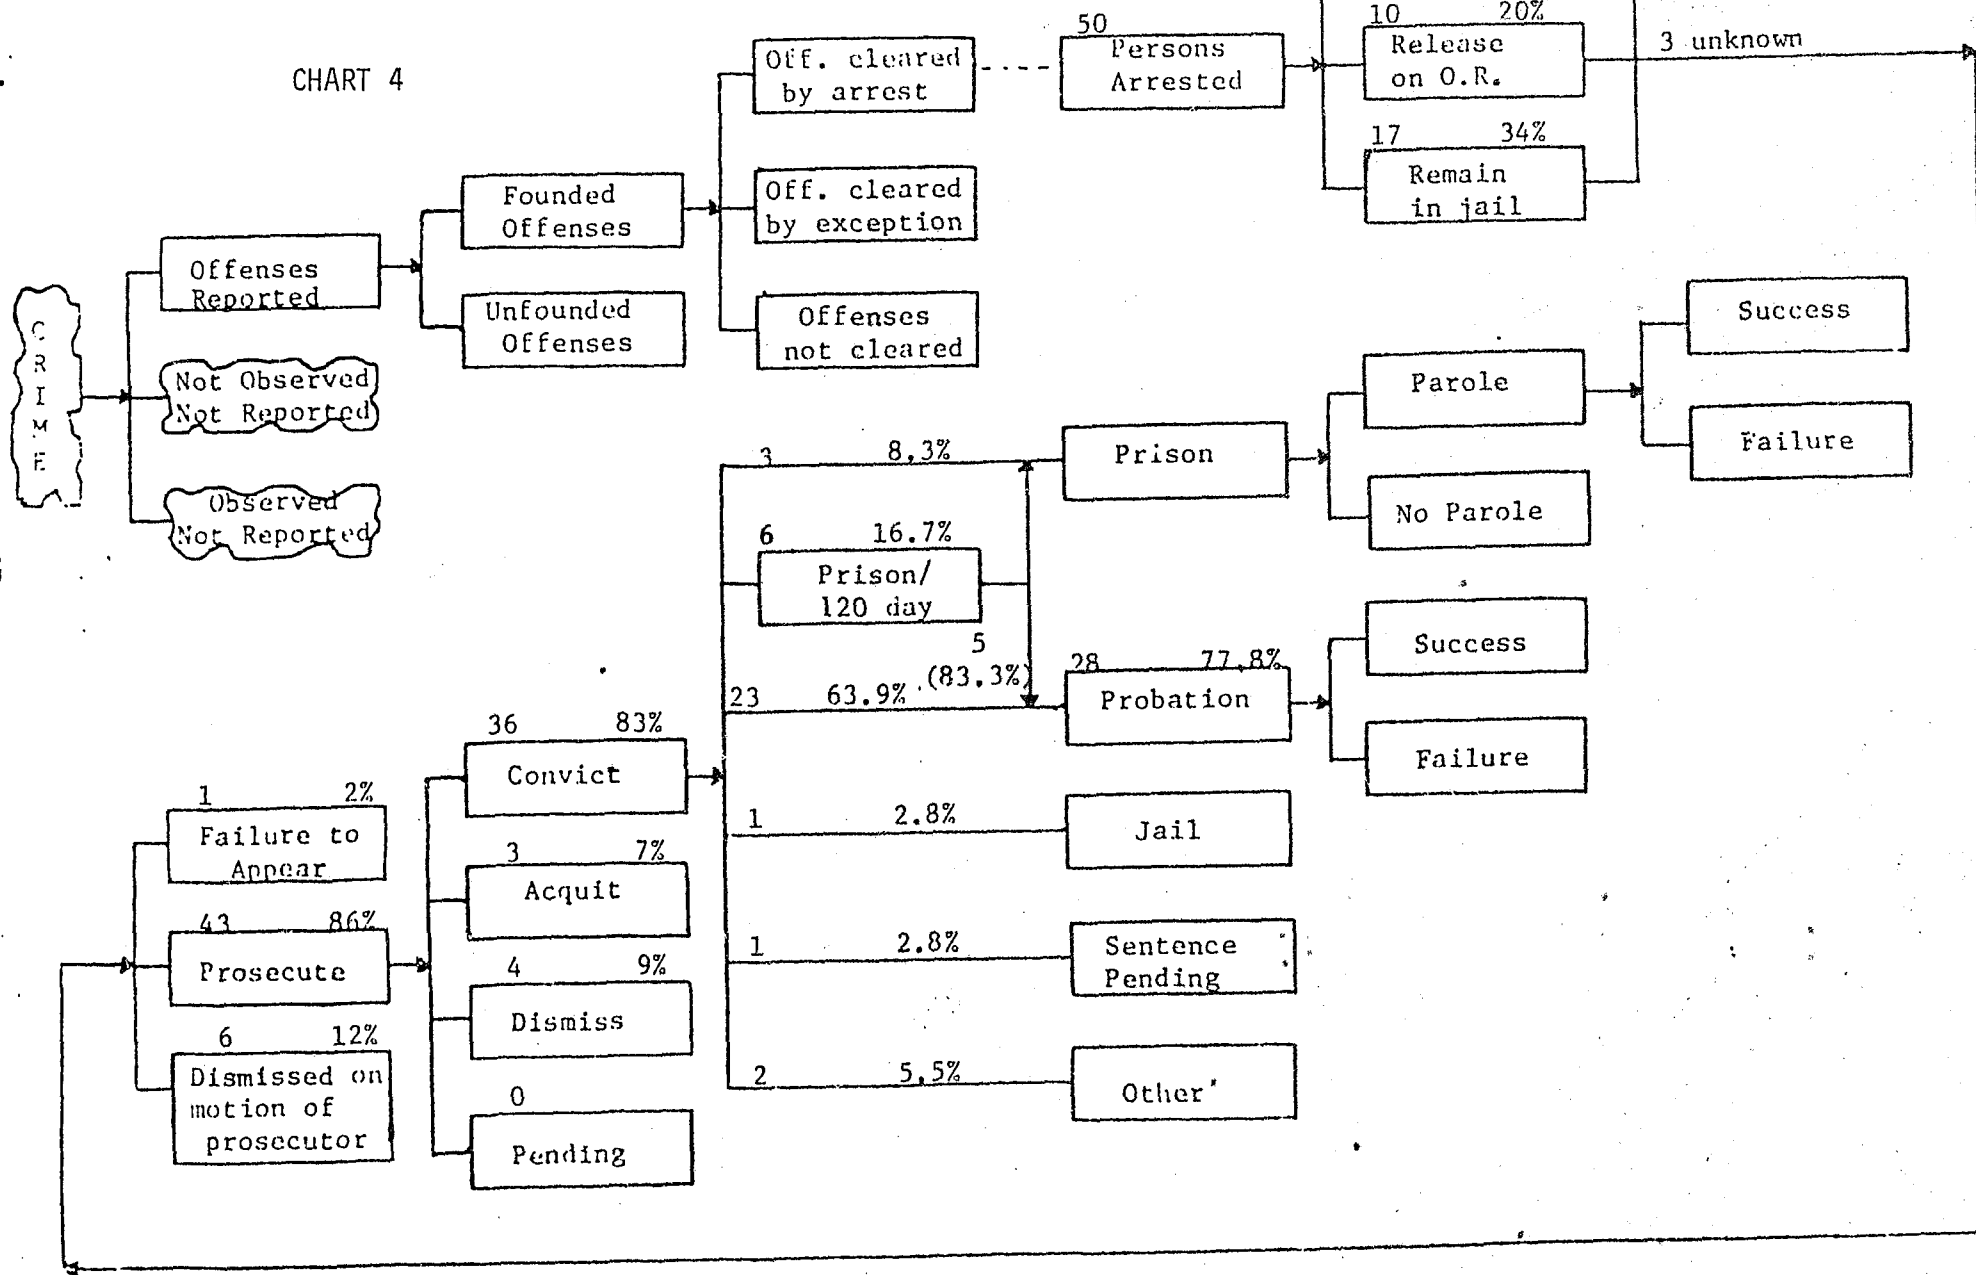 CHART 4
CRIME
Offenses
Reported
Not Observed
Not Reported
Observed
Not Reported
Founded
Offenses
Unfounded
Offenses
Off. cleared
by arrest
Off. cleared
by exception
Offenses
not cleared
50
Persons
Arrested
10 20%
Release
on O.R.
17 34%
Remain
in jail
3 unknown
1 2%
Failure to
Appear
43 86%
Prosecute
6 12%
Dismissed on
motion of
prosecutor
36 83%
Convict
3 7%
Acquit
4 9%
Dismiss
0
Pending
3 8,3%
6 16.7%
Prison/
120 day
5
(83.3%)
23 63.9%
1 2.8%
1 2.8%
2 5,5%
Prison
28 77,8%
Probation
Jail
Sentence
Pending
Other
Parole
No Parole
Success
Failure
Success
Failure